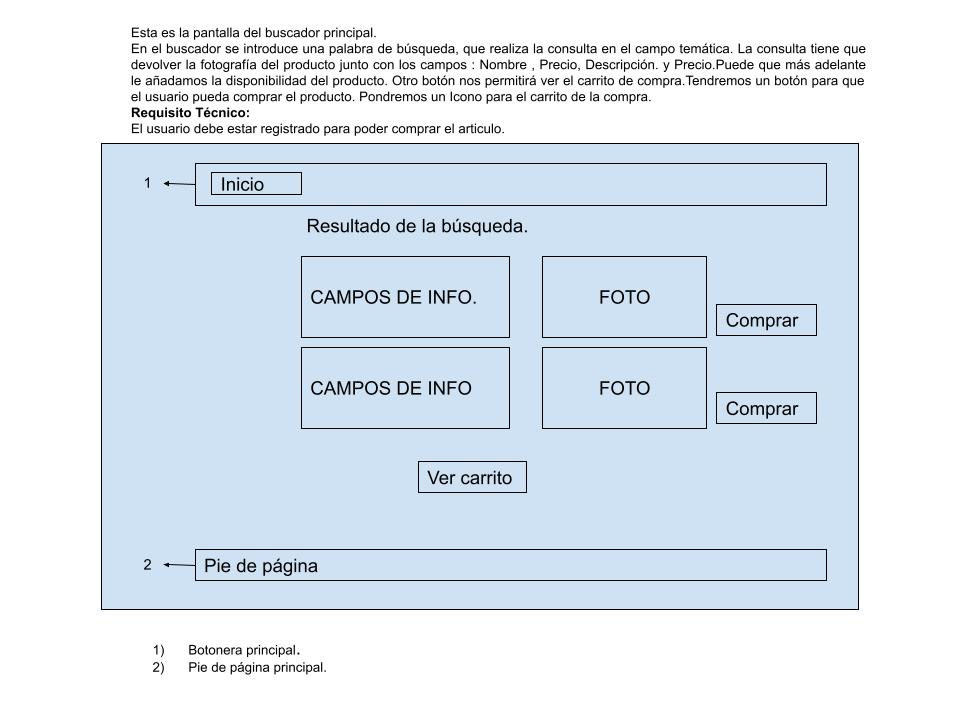 Esta es la pantalla del buscador principal.
En el buscador se introduce una palabra de búsqueda, que realiza la consulta en el campo temática. La consulta tiene que
devolver la fotografía del producto junto con los campos : Nombre , Precio, Descripción. y Precio.Puede que más adelante
le añadamos la disponibilidad del producto. Otro botón nos permitirá ver el carrito de compra.Tendremos un botón para que
el usuario pueda comprar el producto. Pondremos un Icono para el carrito de la compra.
Requisito Técnico:
El usuario debe estar registrado para poder comprar el articulo.
1
Inicio
Resultado de la búsqueda.
CAMPOS DE INFO.
FOTO
Comprar
CAMPOS DE INFO
FOTO
Comprar
Ver carrito
2
Pie de página
1) Botonera principal.
2) Pie de página principal.